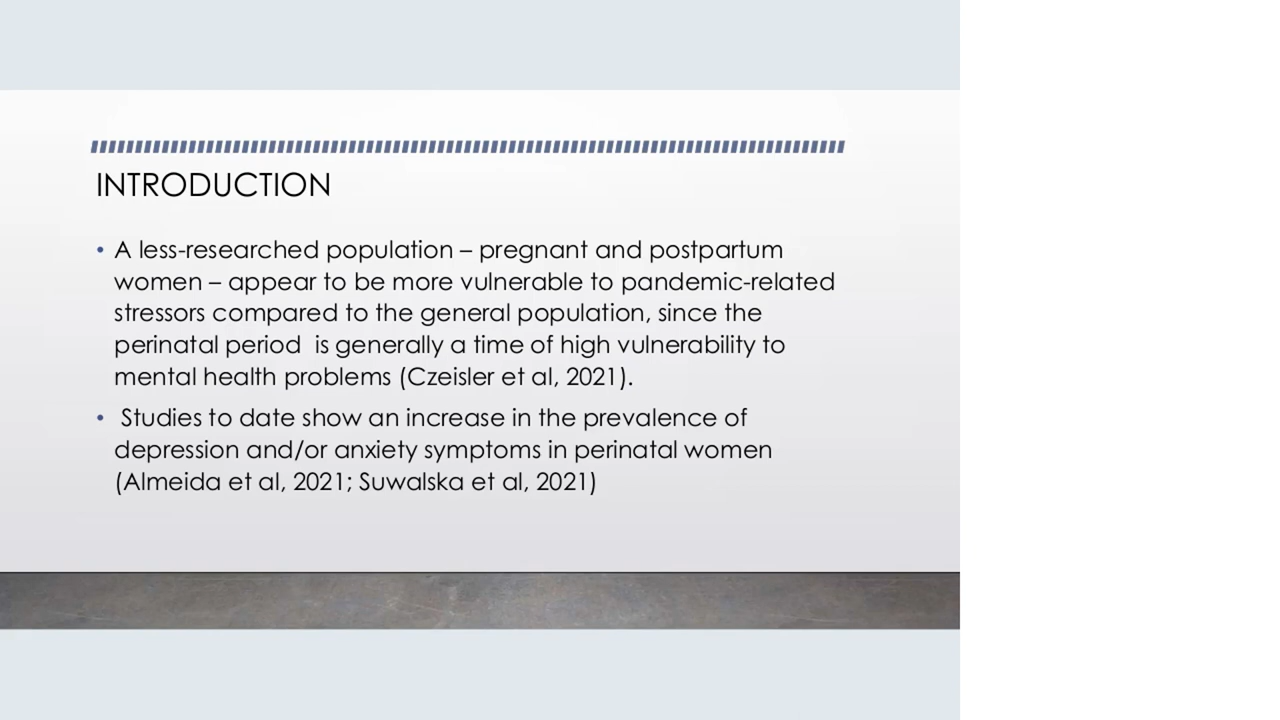 INTRODUCTION
• A less-researched population – pregnant and postpartum
women – appear to be more vulnerable to pandemic-related
stressors compared to the general population, since the
perinatal period  is generally a time of high vulnerability to
mental health problems (Czeisler et al, 2021).
•  Studies to date show an increase in the prevalence of
depression and/or anxiety symptoms in perinatal women
(Almeida et al, 2021; Suwalska et al, 2021)